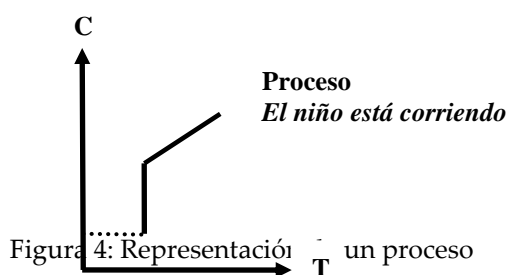 C
Proceso
El niño está corriendo
Figura 4: Representación un proceso
T